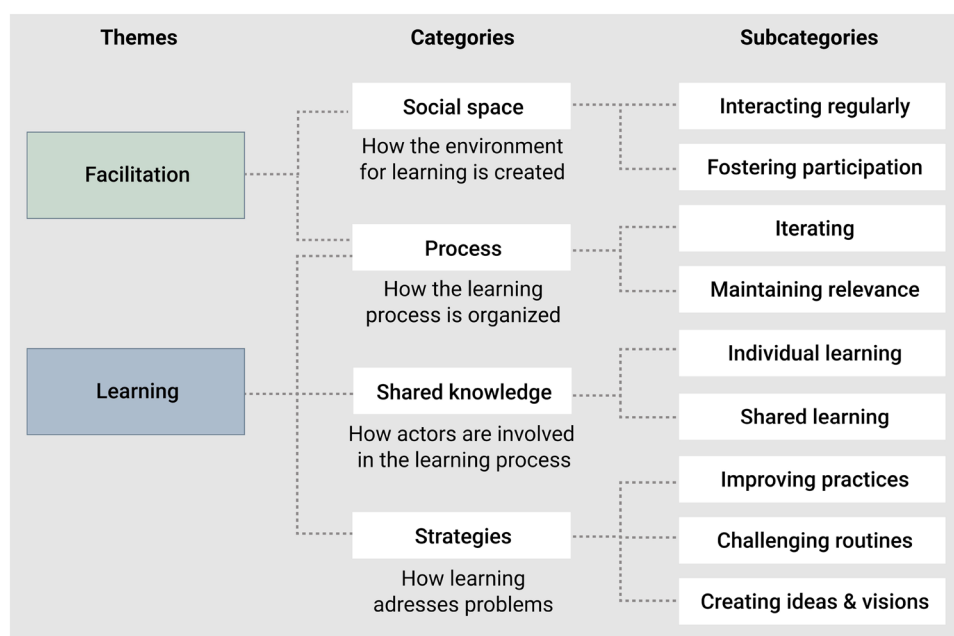 Themes
Categories
Subcategories
Facilitation
Learning
Social space
How the environment
for learning is created
Process
How the learning
process is organized
Shared knowledge
How actors are involved
in the learning process
Strategies
How learning
adresses problems
Interacting regularly
Fostering participation
Iterating
Maintaining relevance
Individual learning
Shared learning
Improving practices
Challenging routines
Creating ideas & visions